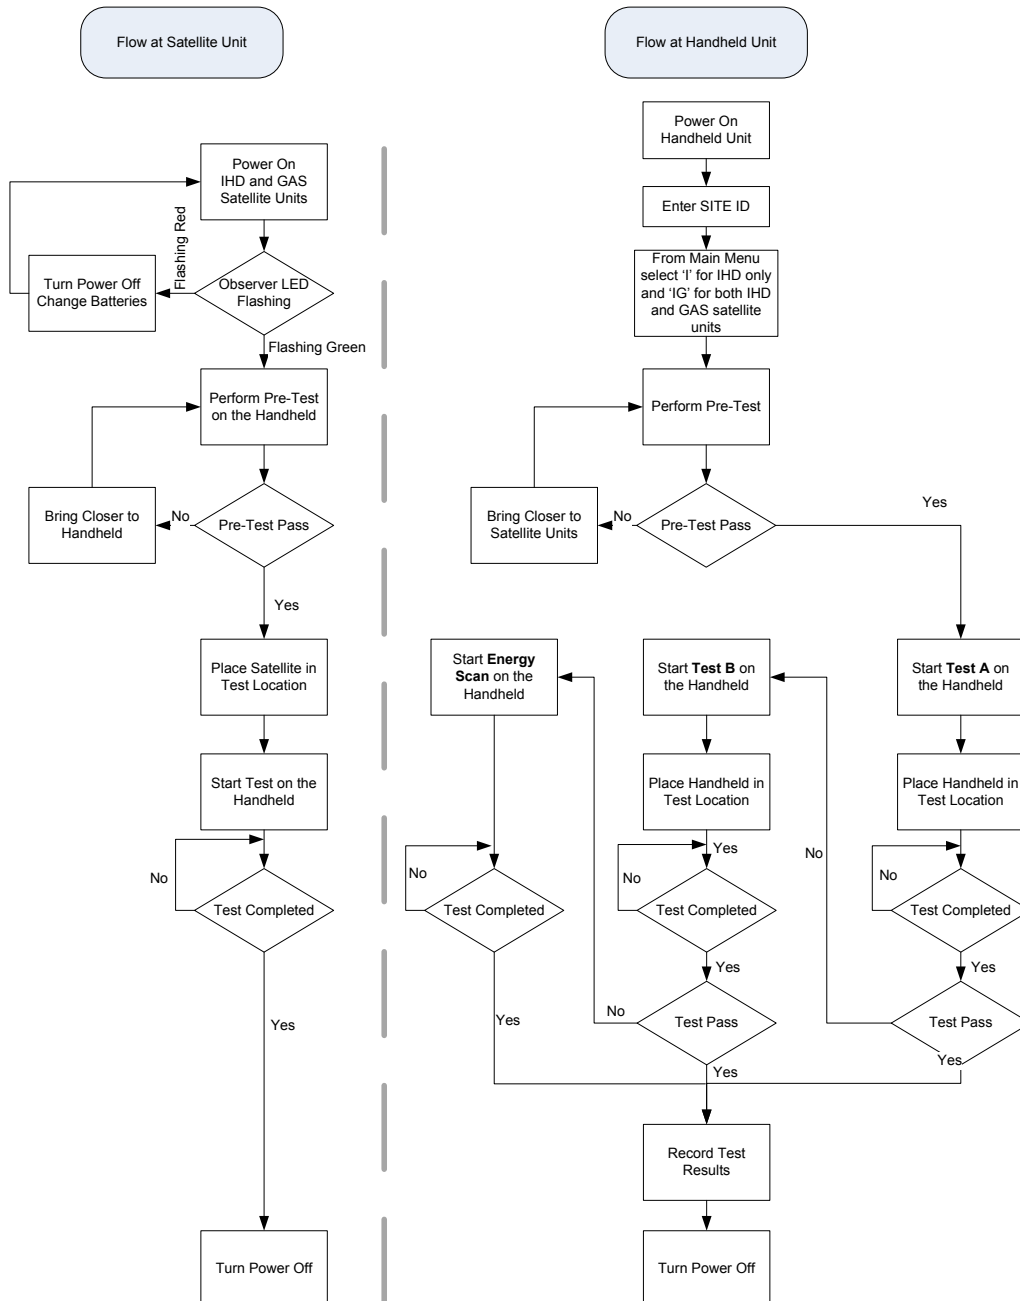 Flow at Satellite Unit
Power On
IHD and GAS
Satellite Units
Flashing Red
Turn Power Off
Change Batteries
Observer LED
Flashing
Flashing Green
Perform Pre-Test
on the Handheld
Bring Closer to
Handheld
No
Pre-Test Pass
Yes
Place Satellite in
Test Location
Start Test on the
Handheld
No
Test Completed
Yes
Turn Power Off
Flow at Handheld Unit
Power On
Handheld Unit
Enter SITE ID
From Main Menu
select 'I' for IHD only
and 'IG' for both IHD
and GAS satellite
units
Perform Pre-Test
Bring Closer to
Satellite Units
No
Pre-Test Pass
Yes
Start Energy
Scan on the
Handheld
No
Test Completed
Yes
Start Test B on
the Handheld
Place Handheld in
Test Location
Yes
No
Test Completed
Yes
No
Test Pass
Yes
Start Test A on
the Handheld
Place Handheld in
Test Location
No
No
Test Completed
Yes
Test Pass
Yes
Record Test
Results
Turn Power Off